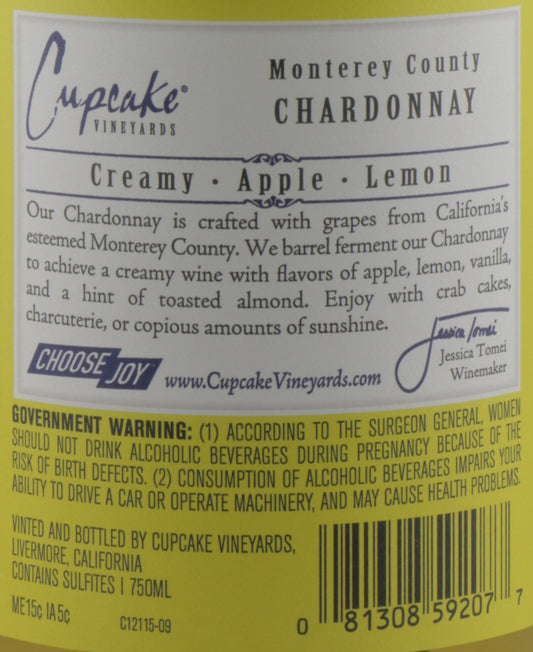 Cupcake®
VINEYARDS
Monterey County
CHARDONNAY
Creamy · Apple · Lemon
Our Chardonnay is crafted with grapes from California's
esteemed Monterey County. We barrel ferment our Chardonnay
to achieve a creamy wine with flavors of apple, lemon, vanilla,
and a hint of toasted almond. Enjoy with crab cakes,
charcuterie, or copious amounts of sunshine.
Jessica Tomei
Jessica Tomei
Winemaker
CHOOSE JOY
www.CupcakeVineyards.com
GOVERNMENT WARNING: (1) ACCORDING TO THE SURGEON GENERAL, WOMEN
SHOULD NOT DRINK ALCOHOLIC BEVERAGES DURING PREGNANCY BECAUSE OF THE
RISK OF BIRTH DEFECTS. (2) CONSUMPTION OF ALCOHOLIC BEVERAGES IMPAIRS YOUR
ABILITY TO DRIVE A CAR OR OPERATE MACHINERY, AND MAY CAUSE HEALTH PROBLEMS.
VINTED AND BOTTLED BY CUPCAKE VINEYARDS,
LIVERMORE, CALIFORNIA
CONTAINS SULFITES | 750ML
ME15¢ IA5¢
C12115-09
0 81308 59207 7